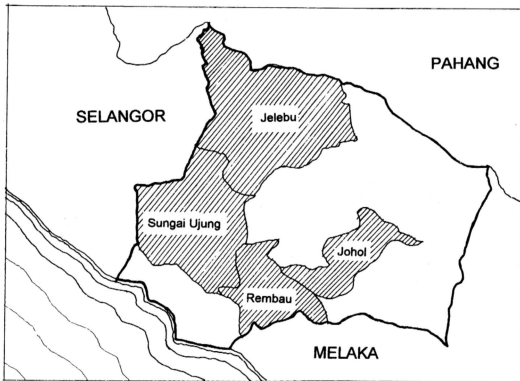 PAHANG
SELANGOR
Jelebu
Sungai Ujung
Johol
Rembau
MELAKA